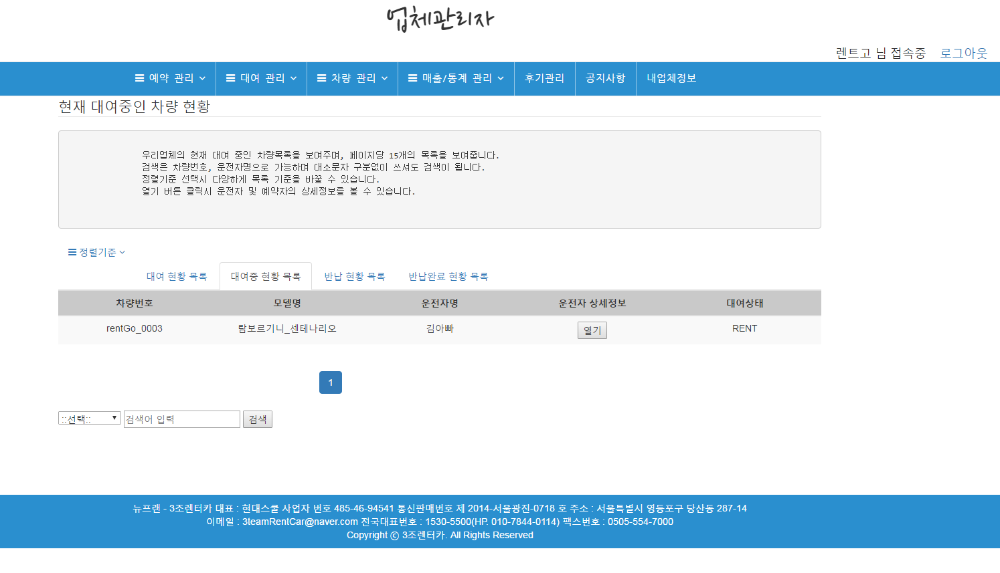 업체관리자
렌트고 님 접속중 로그아웃
예약 관리 대여 관리 차량 관리 매출/통계 관리 후기관리 공지사항 내업체정보
현재 대여중인 차량 현황
우리업체의 현재 대여 중인 차량목록을 보여주며, 페이지당 15개의 목록을 보여줍니다.
검색은 차량번호, 운전자명으로 가능하며 대소문자 구분없이 쓰셔도 검색이 됩니다.
정렬기준 선택시 다양하게 목록 기준을 바꿀 수 있습니다.
열기 버튼 클릭시 운전자 및 예약자의 상세정보를 볼 수 있습니다.
정렬기준
대여 현황 목록 대여중 현황 목록 반납 현황 목록 반납완료 현황 목록
차량번호 모델명 운전자명 운전자 상세정보 대여상태
rentGo_0003 람보르기니_센테나리오 김아빠 열기 RENT
1
::선택:: 검색어 입력 검색
뉴프랜 - 3조렌터카 대표 : 현대스쿨 사업자 번호 485-46-94541 통신판매번호 제 2014-서울광진-0718 호 주소 : 서울특별시 영등포구 당산동 287-14
이메일 : 3teamRentCar@naver.com 전국대표번호 : 1530-5500(HP. 010-7844-0114) 팩스번호 : 0505-554-7000
Copyright ⓒ 3조렌터카. All Rights Reserved